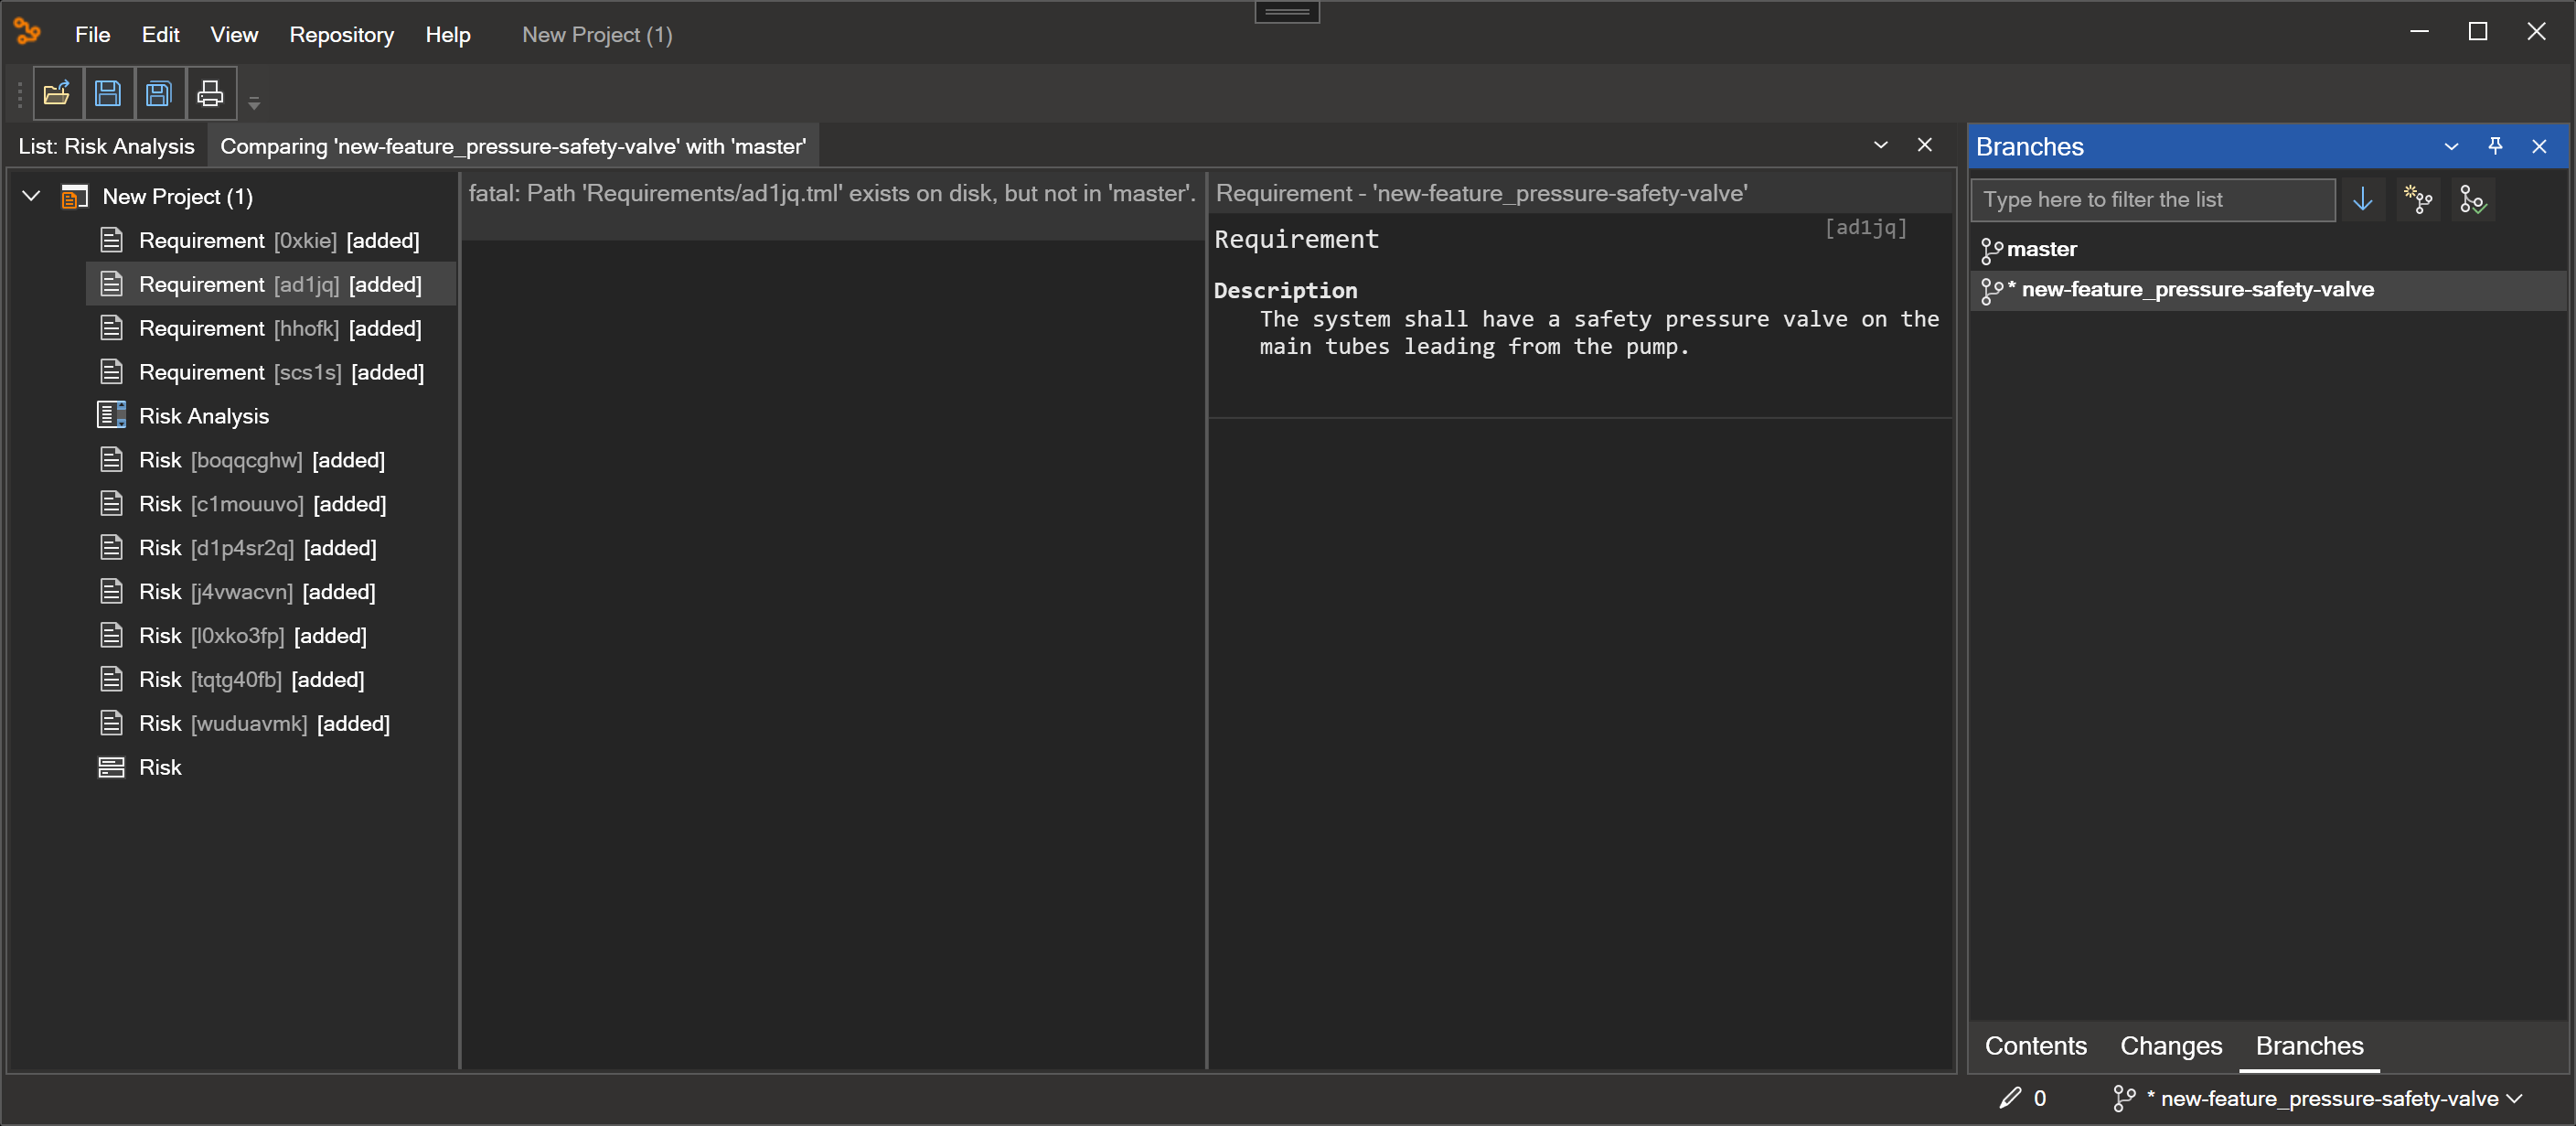 File Edit View Repository Help New Project (1)
List: Risk Analysis
Comparing 'new-feature_pressure-safety-valve' with 'master'
New Project (1)
Requirement [0xkie] [added]
Requirement [ad1jq] [added]
Requirement [hhofk] [added]
Requirement [scs1s] [added]
Risk Analysis
Risk [boqqcghw] [added]
Risk [c1mouuvo] [added]
Risk [d1p4sr2q] [added]
Risk [j4vwacvn] [added]
Risk [l0xko3fp] [added]
Risk [tqtg40fb] [added]
Risk [wuduavmk] [added]
Risk
fatal: Path 'Requirements/ad1jq.tml' exists on disk, but not in 'master'.
Requirement - 'new-feature_pressure-safety-valve'
[ad1jq]
Requirement
Description
The system shall have a safety pressure valve on the
main tubes leading from the pump.
Branches
Type here to filter the list
master
* new-feature_pressure-safety-valve
Contents Changes Branches
0 * new-feature_pressure-safety-valve